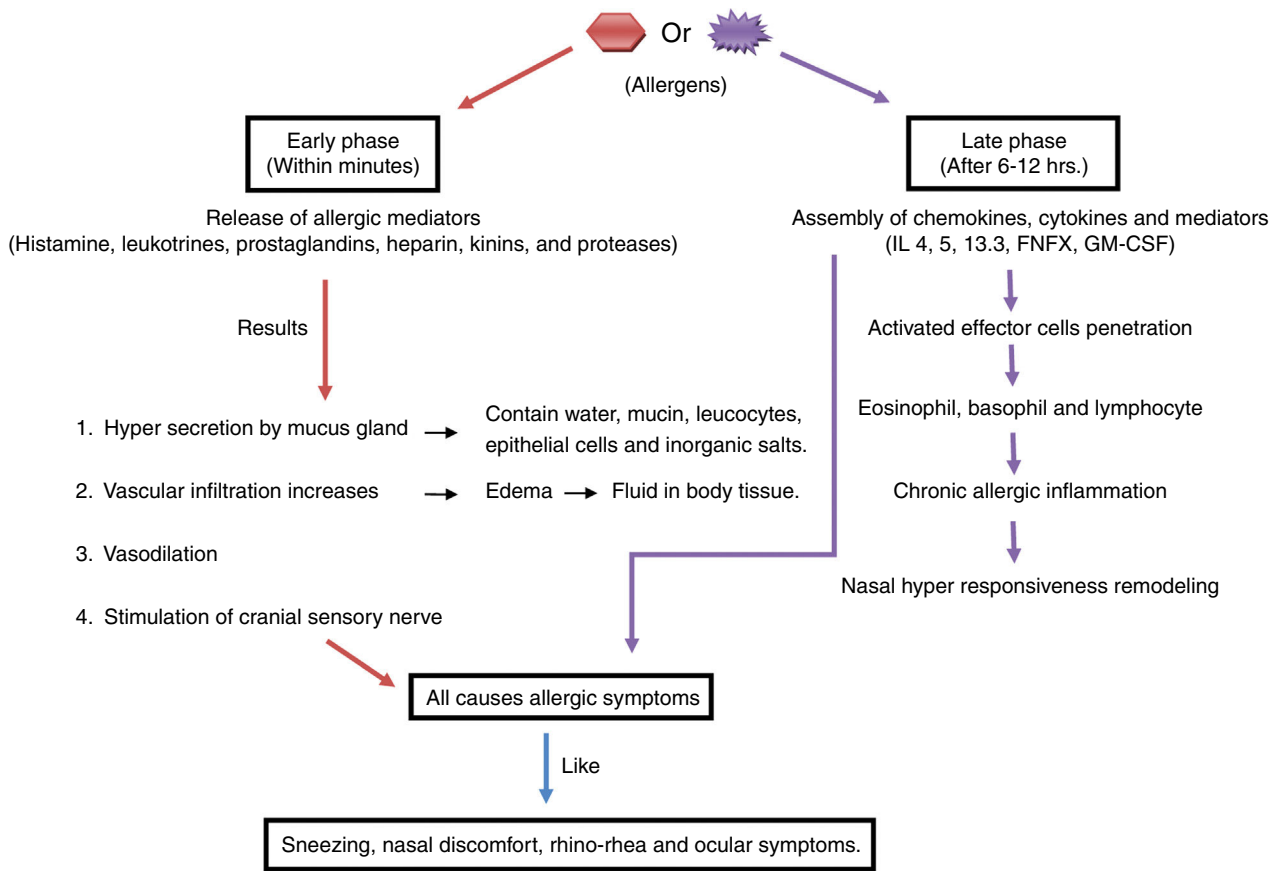 Or
(Allergens)
Early phase
(Within minutes)
Release of allergic mediators
(Histamine, leukotrines, prostaglandins, heparin, kinins, and proteases)
Results
1. Hyper secretion by mucus gland
Contain water, mucin, leucocytes,
epithelial cells and inorganic salts.
2. Vascular infiltration increases
Edema
Fluid in body tissue.
3. Vasodilation
4. Stimulation of cranial sensory nerve
Late phase
(After 6-12 hrs.)
Assembly of chemokines, cytokines and mediators
(IL 4, 5, 13.3, FNFX, GM-CSF)
Activated effector cells penetration
Eosinophil, basophil and lymphocyte
Chronic allergic inflammation
Nasal hyper responsiveness remodeling
All causes allergic symptoms
Like
Sneezing, nasal discomfort, rhino-rhea and ocular symptoms.